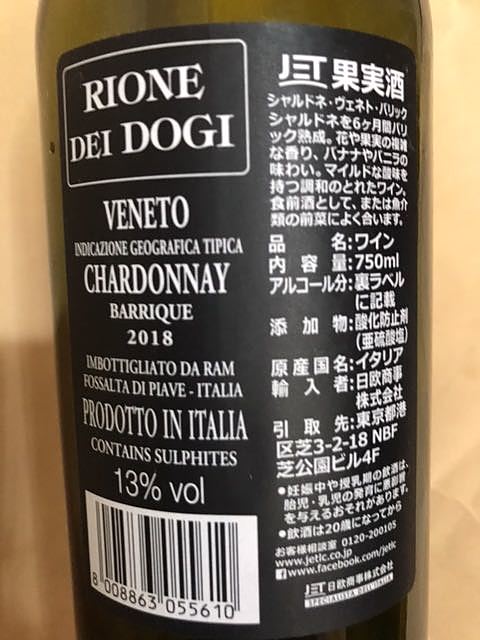 RIONE
DEI DOGI
VENETO
INDICAZIONE GEOGRAFICA TIPICA
CHARDONNAY
BARRIQUE
2018
IMBOTTIGLIATO DA RAM
FOSSALTA DI PIAVE - ITALIA
PRODOTTO IN ITALIA
CONTAINS SULPHITES
13% vol
8 008863 055610
JET 果実酒
シャルドネ・ヴェネト・バリック
シャルドネを6ヶ月間バリ
ック熟成。花や果実の複雑
な香り、バナナやバニラの
味わい。マイルドな酸味を
持つ調和のとれたワイン。
食前酒として、または魚介
類の前菜によく合います。
品名:ワイン
内容量:750ml
アルコール分:裏ラベル
に記載
添加物:酸化防止剤
(亜硫酸塩)
原産国名:イタリア
輸入者:日欧商事
株式会社
引取先:東京都港
区芝3-2-18 NBF
芝公園ビル4F
●妊娠中や授乳期の飲酒は、
胎児・乳児の発育に悪影響
を与えるおそれがあります。
●飲酒は20歳になってから
お客様相談室 0120-200105
www.jetlc.co.jp
www.facebook.com/jetlc
JET 日欧商事株式会社
SPECIALISTA DELL'ITALIA